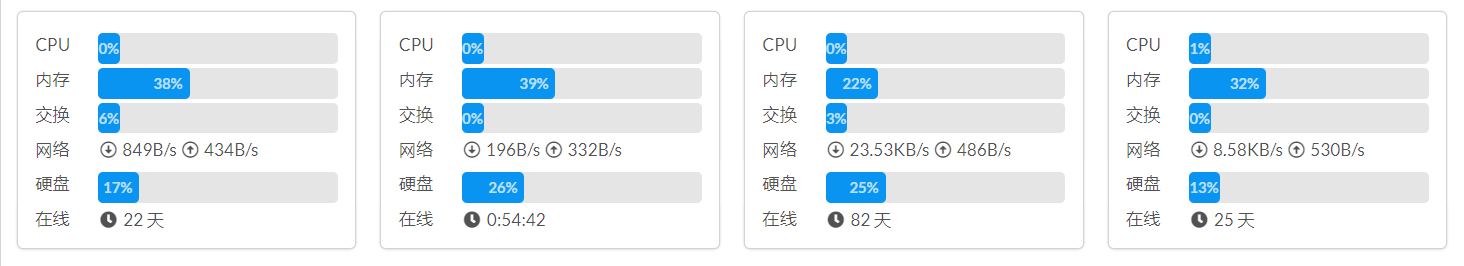 CPU 0%
内存 38%
交换 6%
网络 849B/s 434B/s
硬盘 17%
在线 22 天
CPU 0%
内存 39%
交换 0%
网络 196B/s 332B/s
硬盘 26%
在线 0:54:42
CPU 0%
内存 22%
交换 3%
网络 23.53KB/s 486B/s
硬盘 25%
在线 82 天
CPU 1%
内存 32%
交换 0%
网络 8.58KB/s 530B/s
硬盘 13%
在线 25 天